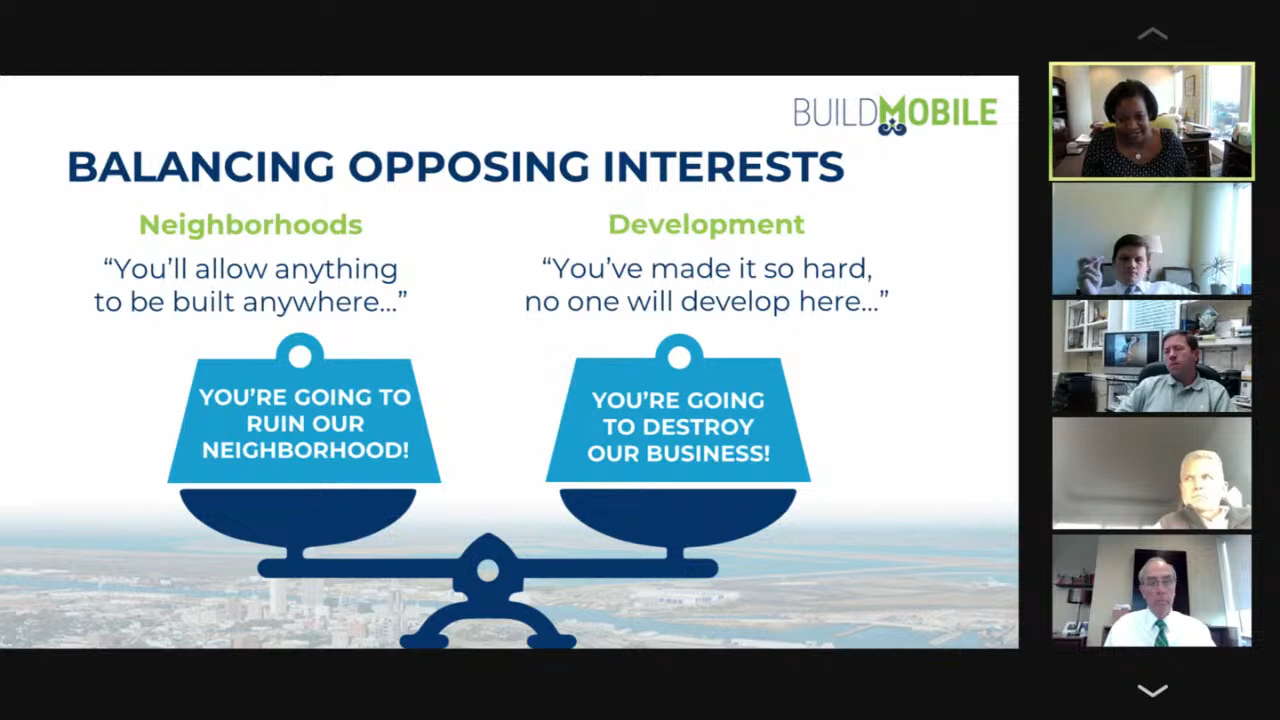 BUILDMOBILE
BALANCING OPPOSING INTERESTS
Neighborhoods
“You’ll allow anything
to be built anywhere...”
Development
“You’ve made it so hard,
no one will develop here...”
YOU’RE GOING TO
RUIN OUR
NEIGHBORHOOD!
YOU’RE GOING
TO DESTROY
OUR BUSINESS!